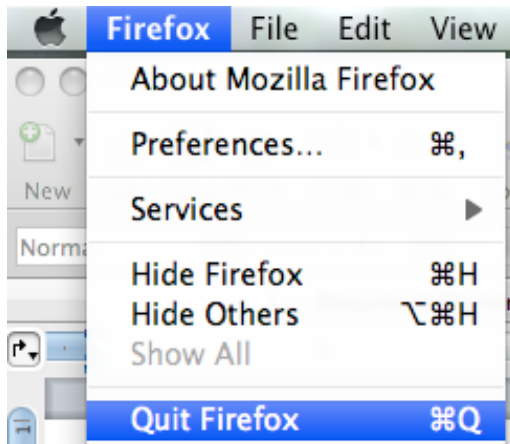 Firefox File Edit View
About Mozilla Firefox
Preferences... ⌘,
New
Services
Norma
Hide Firefox ⌘H
Hide Others ⌥⌘H
Show All
Quit Firefox ⌘Q